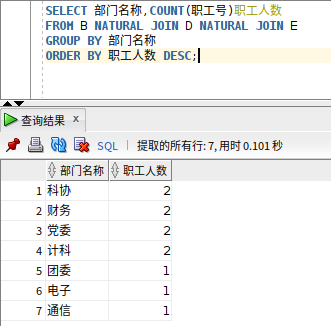 SELECT 部门名称,COUNT(职工号)职工人数
FROM B NATURAL JOIN D NATURAL JOIN E
GROUP BY 部门名称
ORDER BY 职工人数 DESC;
查询结果 x
SQL | 提取的所有行: 7, 用时 0.101 秒
部门名称 职工人数
1 科协 2
2 财务 2
3 党委 2
4 计科 2
5 团委 1
6 电子 1
7 通信 1